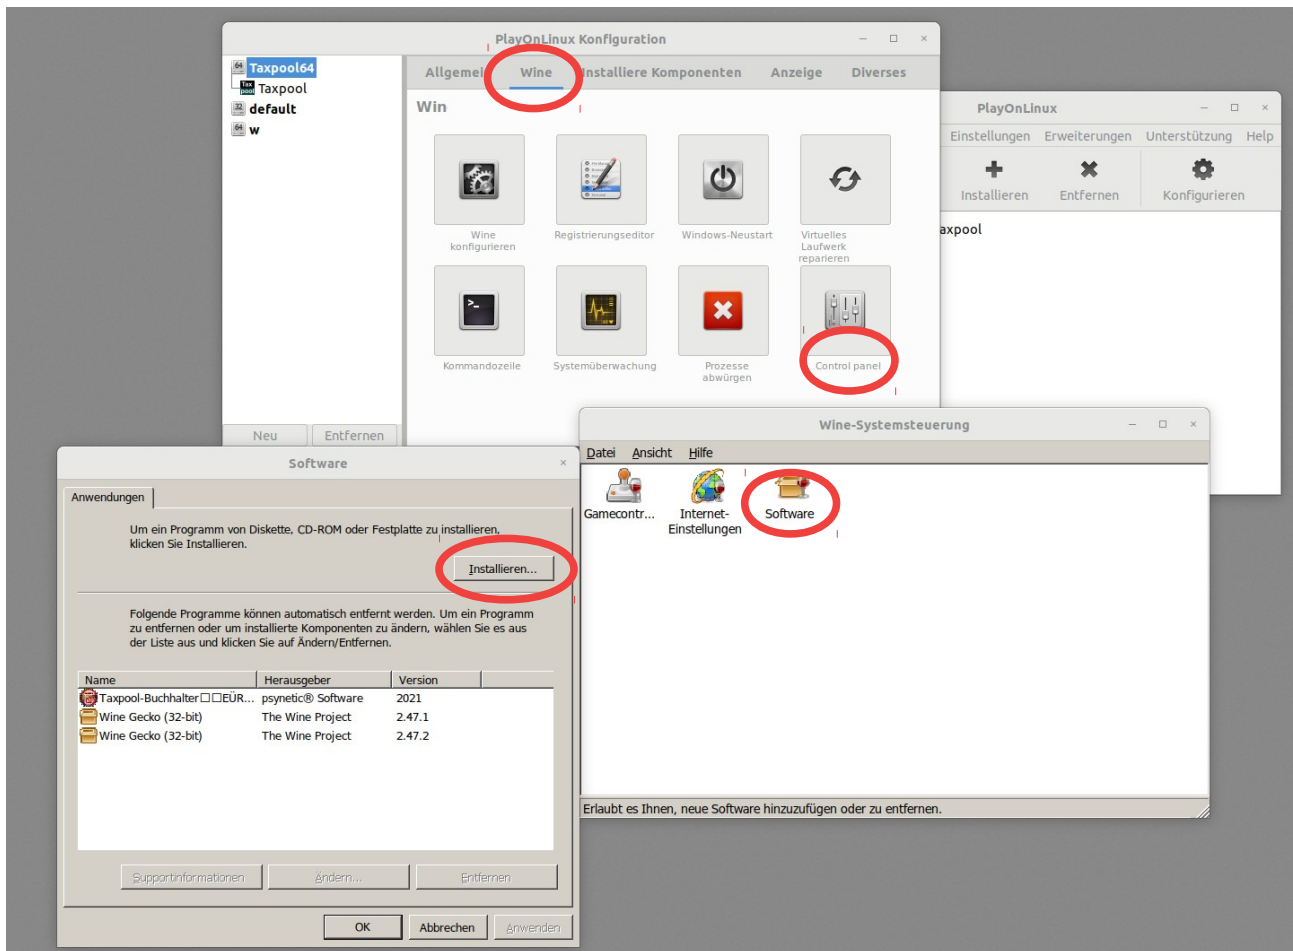 PlayOnLinux Konfiguration
Taxpool64
Taxpool
default
w
Neu
Entfernen
Allgemei
Wine
Installiere Komponenten
Anzeige
Diverses
Win
Wine
konfigurieren
Registrierungseditor
Windows-Neustart
Virtuelles
Laufwerk
reparieren
Kommandozeile
Systemüberwachung
Prozesse
abwürgen
Control panel
PlayOnLinux
Einstellungen Erweiterungen Unterstützung Help
Installieren
Entfernen
Konfigurieren
axpool
Wine-Systemsteuerung
Datei Ansicht Hilfe
Gamecontr...
Internet-
Einstellungen
Software
Erlaubt es Ihnen, neue Software hinzuzufügen oder zu entfernen.
Software
Anwendungen
Um ein Programm von Diskette, CD-ROM oder Festplatte zu installieren,
klicken Sie Installieren.
Installieren...
Folgende Programme können automatisch entfernt werden. Um ein Programm
zu entfernen oder um installierte Komponenten zu ändern, wählen Sie es aus
der Liste aus und klicken Sie auf Ändern/Entfernen.
Name Herausgeber Version
Taxpool-Buchhalter□□EÜR... psynetic® Software 2021
Wine Gecko (32-bit) The Wine Project 2.47.1
Wine Gecko (32-bit) The Wine Project 2.47.2
Supportinformationen
Ändern...
Entfernen
OK
Abbrechen
Anwenden